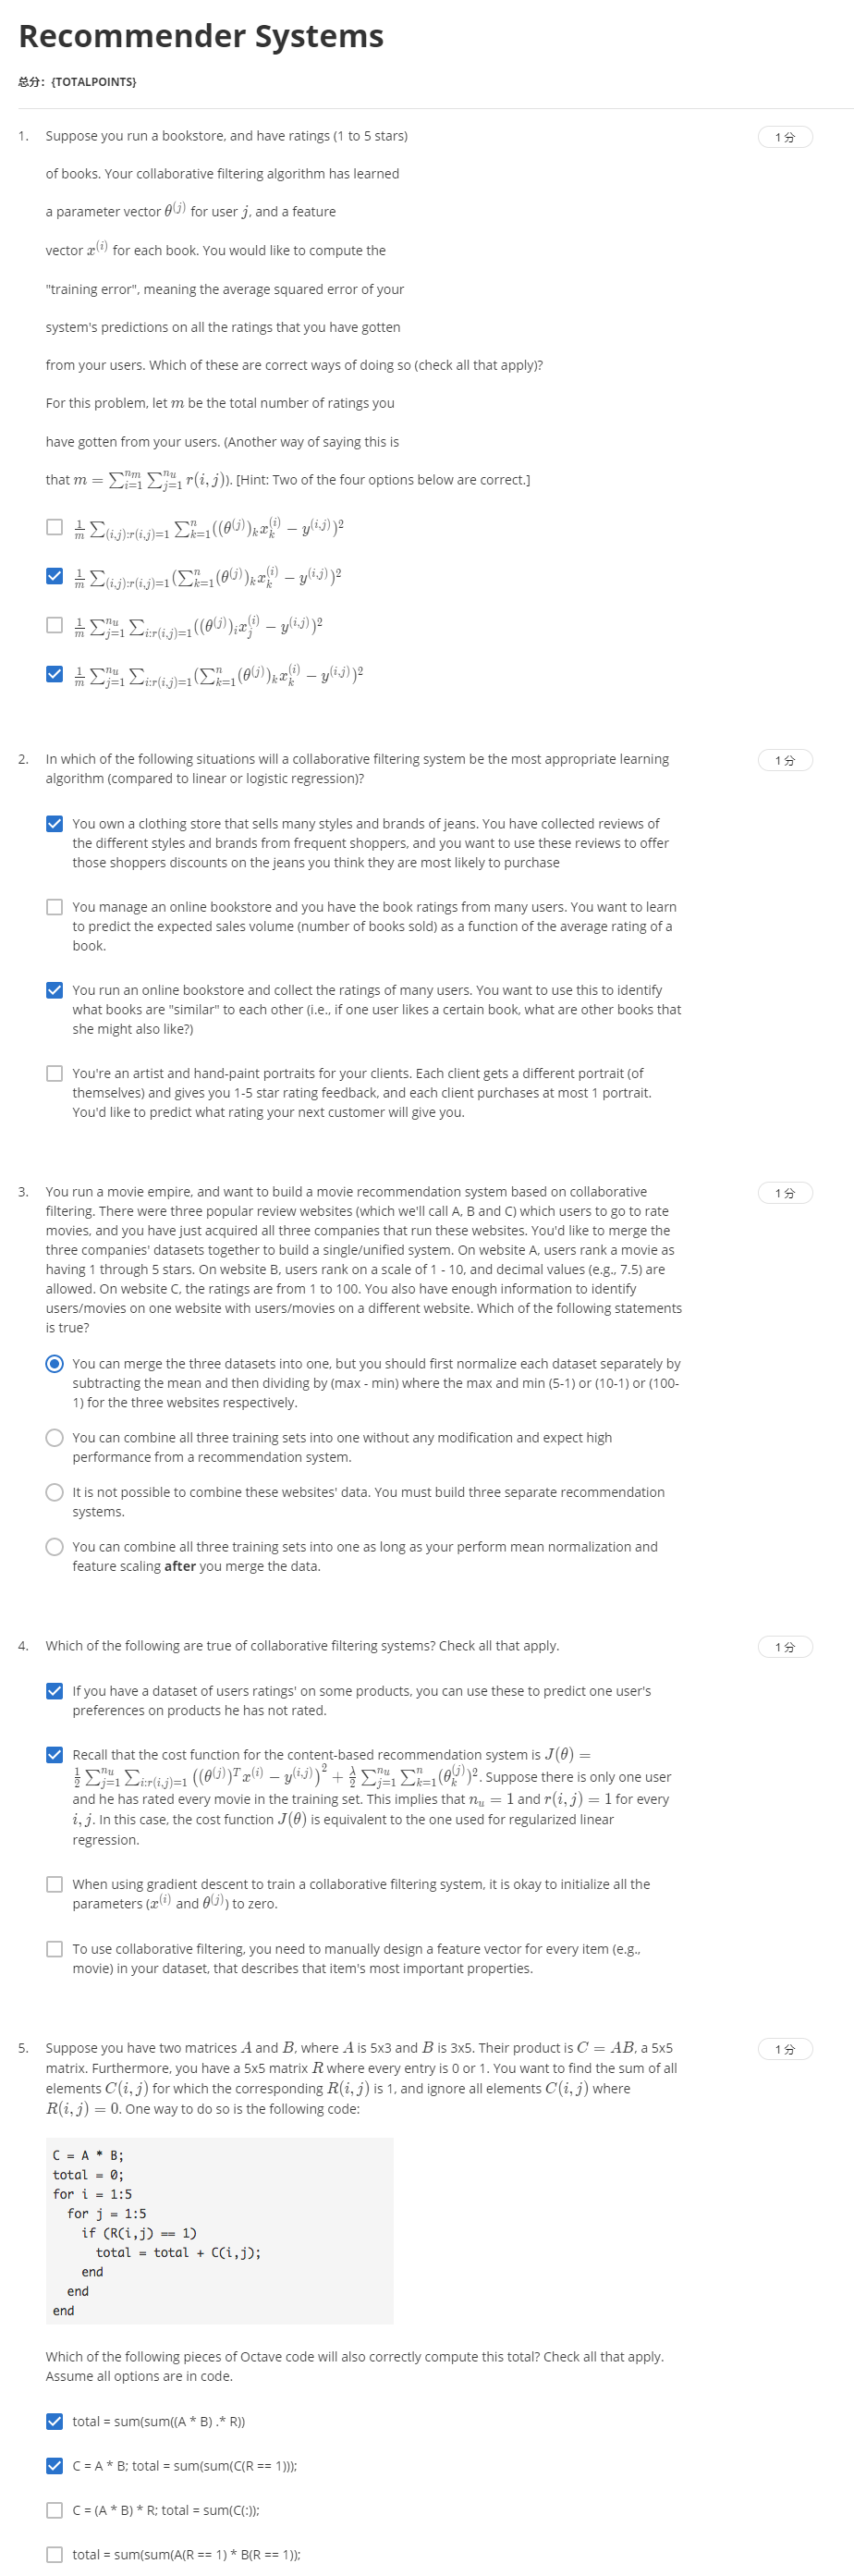 Recommender Systems
总分: {TOTALPOINTS}
1. Suppose you run a bookstore, and have ratings (1 to 5 stars)
1 分
of books. Your collaborative filtering algorithm has learned
a parameter vector θ^(j) for user j, and a feature
vector x^(i) for each book. You would like to compute the
"training error", meaning the average squared error of your
system's predictions on all the ratings that you have gotten
from your users. Which of these are correct ways of doing so (check all that apply)?
For this problem, let m be the total number of ratings you
have gotten from your users. (Another way of saying this is
that m = ∑_{i=1}^{n_m} ∑_{j=1}^{n_u} r(i, j)). [Hint: Two of the four options below are correct.]
1/m ∑_{(i,j):r(i,j)=1} ∑_{k=1}^{n} ((θ^(j))_k x_k^(i) − y^(i,j))^2
1/m ∑_{(i,j):r(i,j)=1} (∑_{k=1}^{n} (θ^(j))_k x_k^(i) − y^(i,j))^2
1/m ∑_{j=1}^{n_u} ∑_{i:r(i,j)=1} ((θ^(j))_i x_j^(i) − y^(i,j))^2
1/m ∑_{j=1}^{n_u} ∑_{i:r(i,j)=1} (∑_{k=1}^{n} (θ^(j))_k x_k^(i) − y^(i,j))^2
2. In which of the following situations will a collaborative filtering system be the most appropriate learning
1 分
algorithm (compared to linear or logistic regression)?
You own a clothing store that sells many styles and brands of jeans. You have collected reviews of
the different styles and brands from frequent shoppers, and you want to use these reviews to offer
those shoppers discounts on the jeans you think they are most likely to purchase
You manage an online bookstore and you have the book ratings from many users. You want to learn
to predict the expected sales volume (number of books sold) as a function of the average rating of a
book.
You run an online bookstore and collect the ratings of many users. You want to use this to identify
what books are "similar" to each other (i.e., if one user likes a certain book, what are other books that
she might also like?)
You're an artist and hand-paint portraits for your clients. Each client gets a different portrait (of
themselves) and gives you 1-5 star rating feedback, and each client purchases at most 1 portrait.
You'd like to predict what rating your next customer will give you.
3. You run a movie empire, and want to build a movie recommendation system based on collaborative
1 分
filtering. There were three popular review websites (which we'll call A, B and C) which users to go to rate
movies, and you have just acquired all three companies that run these websites. You'd like to merge the
three companies' datasets together to build a single/unified system. On website A, users rank a movie as
having 1 through 5 stars. On website B, users rank on a scale of 1 - 10, and decimal values (e.g., 7.5) are
allowed. On website C, the ratings are from 1 to 100. You also have enough information to identify
users/movies on one website with users/movies on a different website. Which of the following statements
is true?
You can merge the three datasets into one, but you should first normalize each dataset separately by
subtracting the mean and then dividing by (max - min) where the max and min (5-1) or (10-1) or (100-
1) for the three websites respectively.
You can combine all three training sets into one without any modification and expect high
performance from a recommendation system.
It is not possible to combine these websites' data. You must build three separate recommendation
systems.
You can combine all three training sets into one as long as your perform mean normalization and
feature scaling after you merge the data.
4. Which of the following are true of collaborative filtering systems? Check all that apply.
1 分
If you have a dataset of users ratings' on some products, you can use these to predict one user's
preferences on products he has not rated.
Recall that the cost function for the content-based recommendation system is J(θ) =
1/2 ∑_{j=1}^{n_u} ∑_{i:r(i,j)=1} ((θ^(j))^T x^(i) − y^(i,j))^2 + λ/2 ∑_{j=1}^{n_u} ∑_{k=1}^{n} (θ_k^(j))^2. Suppose there is only one user
and he has rated every movie in the training set. This implies that n_u = 1 and r(i, j) = 1 for every
i, j. In this case, the cost function J(θ) is equivalent to the one used for regularized linear
regression.
When using gradient descent to train a collaborative filtering system, it is okay to initialize all the
parameters (x^(i) and θ^(j)) to zero.
To use collaborative filtering, you need to manually design a feature vector for every item (e.g.,
movie) in your dataset, that describes that item's most important properties.
5. Suppose you have two matrices A and B, where A is 5x3 and B is 3x5. Their product is C = AB, a 5x5
1 分
matrix. Furthermore, you have a 5x5 matrix R where every entry is 0 or 1. You want to find the sum of all
elements C(i, j) for which the corresponding R(i, j) is 1, and ignore all elements C(i, j) where
R(i, j) = 0. One way to do so is the following code:
C = A * B;
total = 0;
for i = 1:5
for j = 1:5
if (R(i,j) == 1)
total = total + C(i,j);
end
end
end
Which of the following pieces of Octave code will also correctly compute this total? Check all that apply.
Assume all options are in code.
total = sum(sum((A * B) .* R))
C = A * B; total = sum(sum(C(R == 1)));
C = (A * B) * R; total = sum(C(:));
total = sum(sum(A(R == 1) * B(R == 1));